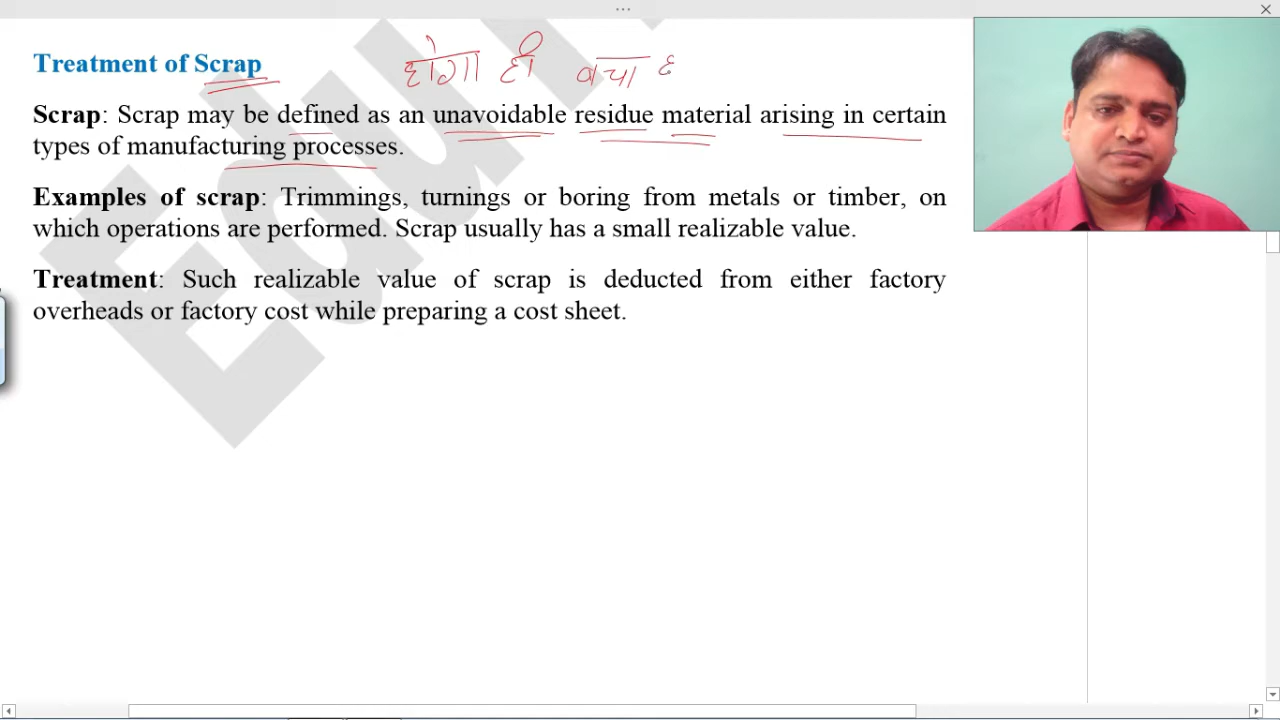 Treatment of Scrap
होगा ही बचा ह
Scrap: Scrap may be defined as an unavoidable residue material arising in certain
types of manufacturing processes.
Examples of scrap: Trimmings, turnings or boring from metals or timber, on
which operations are performed. Scrap usually has a small realizable value.
Treatment: Such realizable value of scrap is deducted from either factory
overheads or factory cost while preparing a cost sheet.